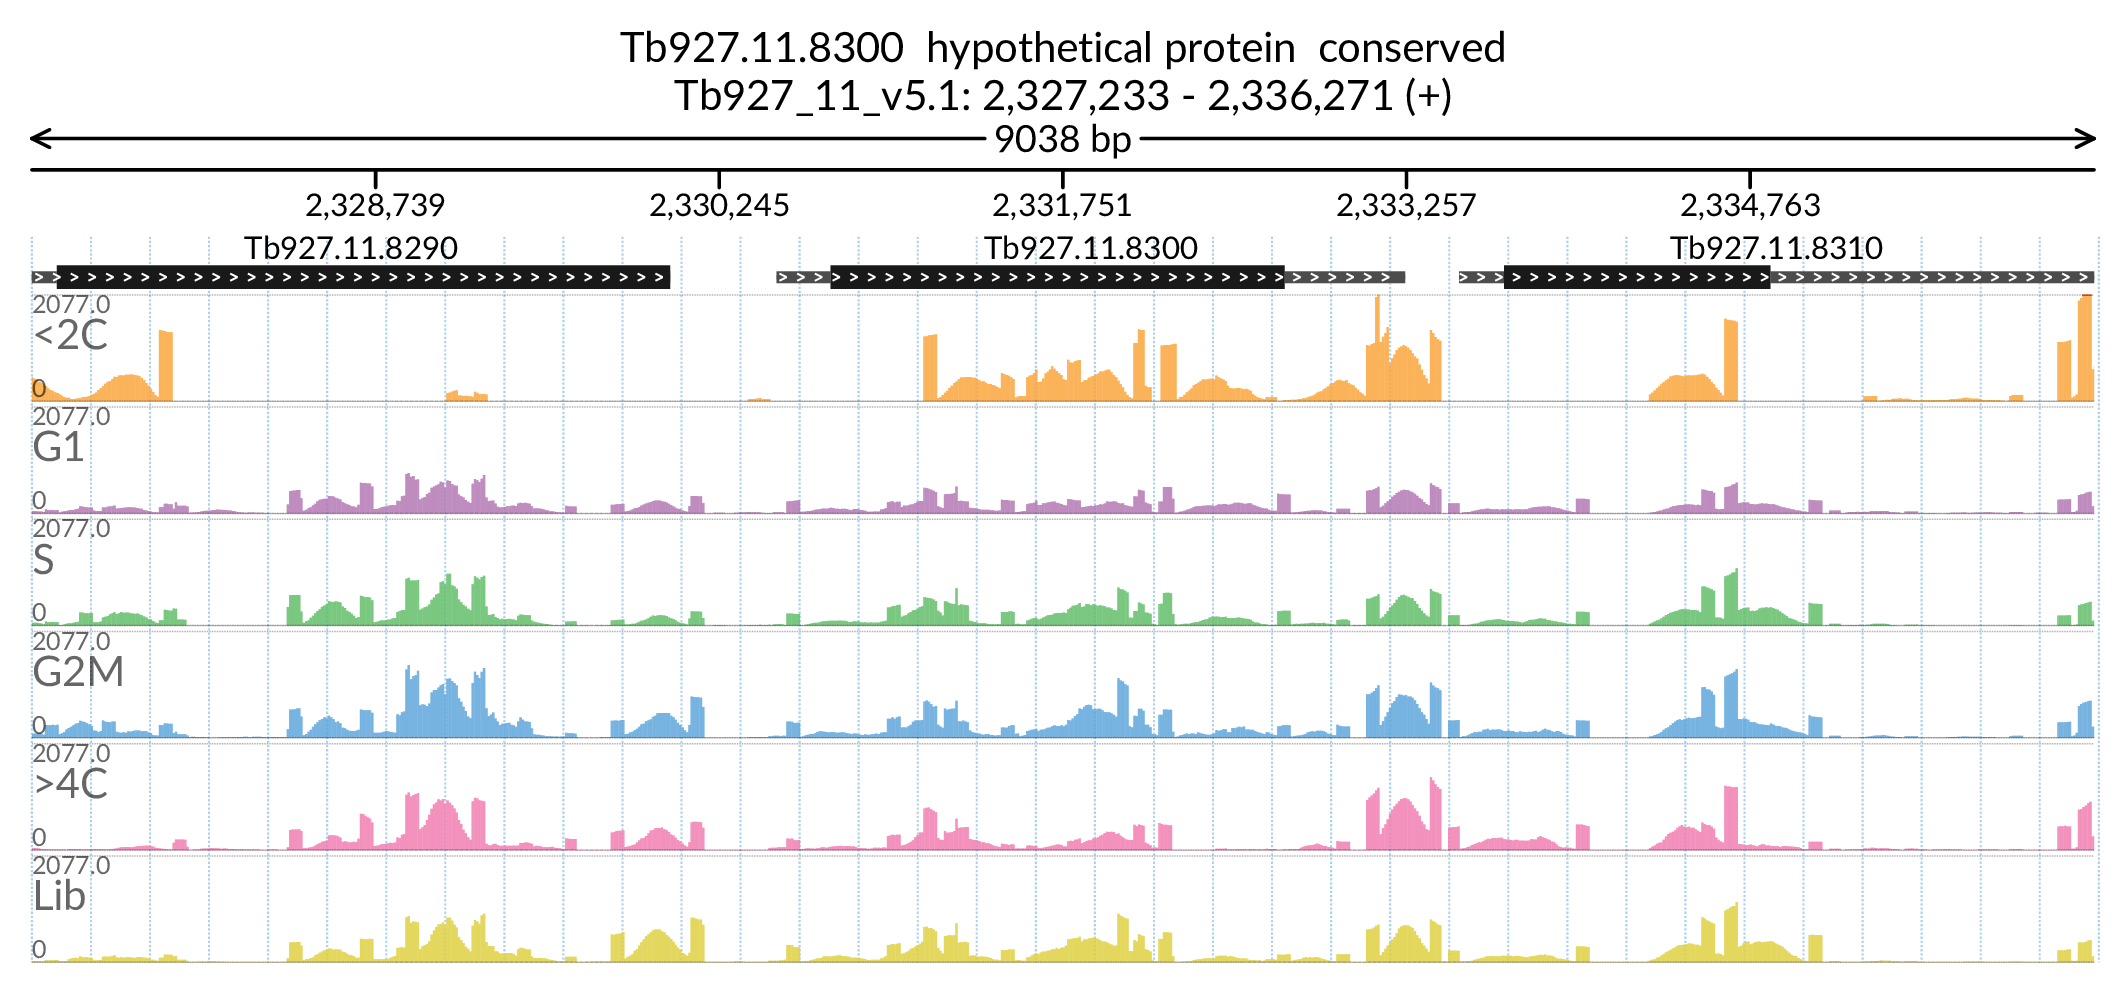 Tb927.11.8300 hypothetical protein conserved
Tb927_11_v5.1: 2,327,233 - 2,336,271 (+)
9038 bp
2,328,739 2,330,245 2,331,751 2,333,257 2,334,763
Tb927.11.8290 Tb927.11.8300 Tb927.11.8310
2077.0
<2C
0
2077.0
G1
0
2077.0
S
0
2077.0
G2M
0
2077.0
>4C
0
2077.0
Lib
0